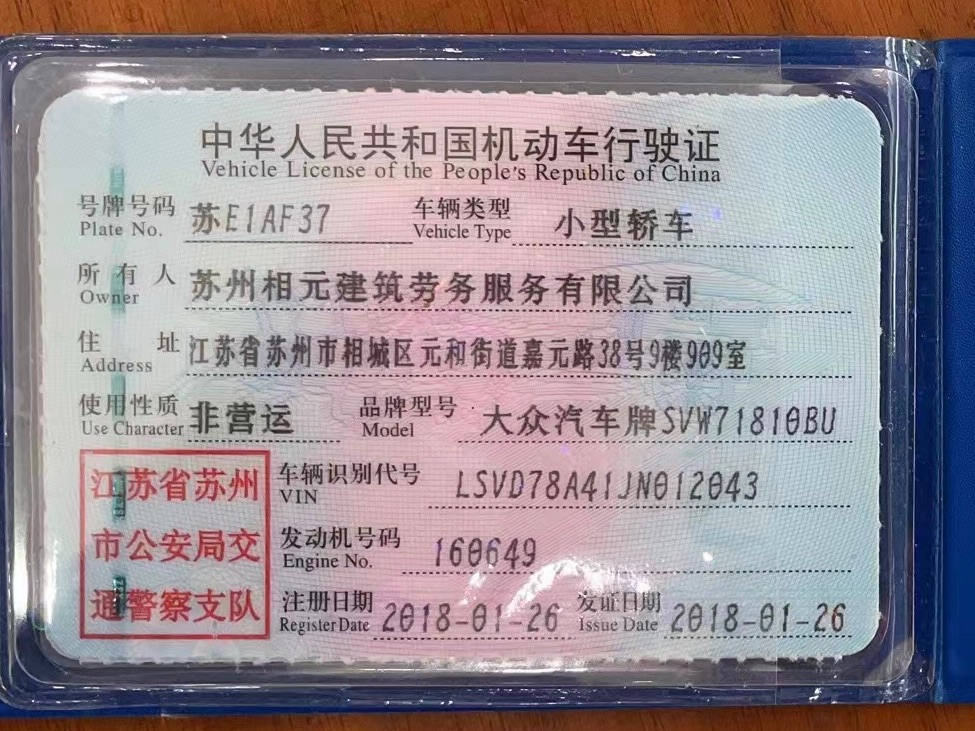 中华人民共和国机动车行驶证
Vehicle License of the People's Republic of China
号牌号码 苏E1AF37 车辆类型 小型轿车
Plate No. Vehicle Type
所有人 苏州相元建筑劳务服务有限公司
Owner
住址 江苏省苏州市相城区元和街道嘉元路38号9楼909室
Address
使用性质 非营运 品牌型号 大众汽车牌SVW71810BU
Use Character Model
江苏省苏州
市公安局交
通警察支队
车辆识别代号 LSVD78A41JN012043
VIN
发动机号码 160649
Engine No.
注册日期 2018-01-26 发证日期 2018-01-26
Register Date Issue Date